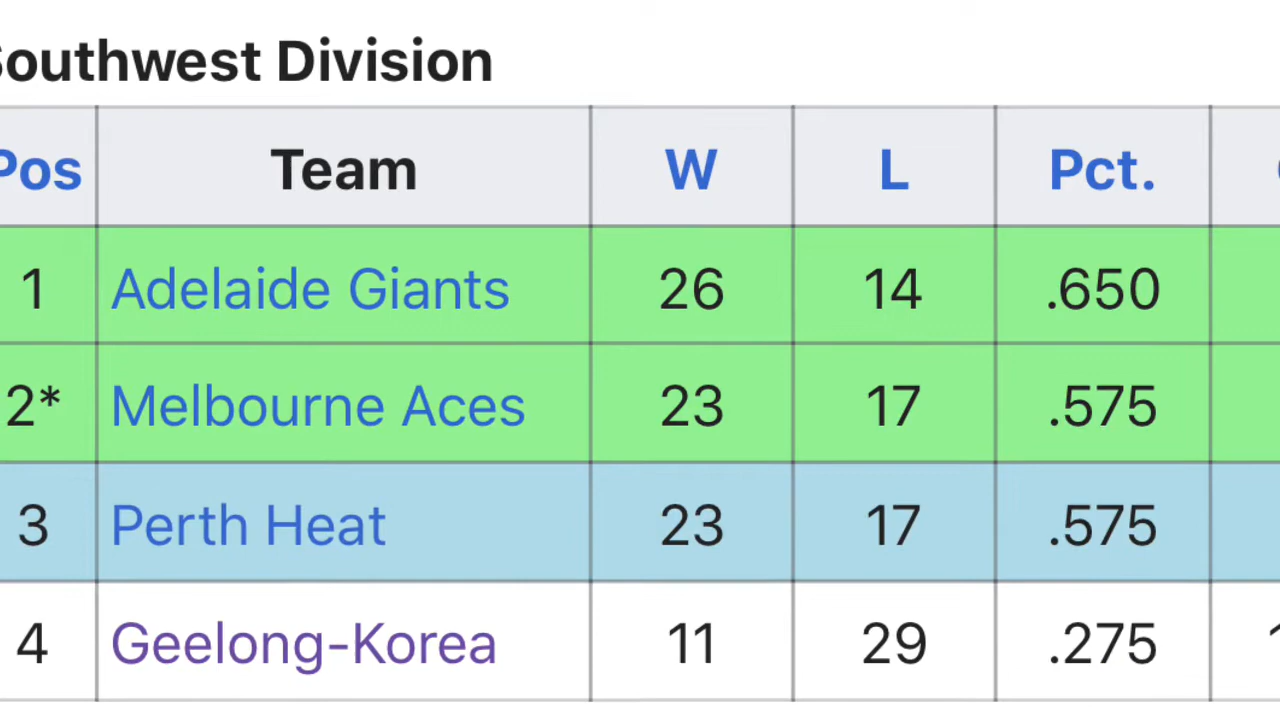 Southwest Division
Pos Team W L Pct.
1 Adelaide Giants 26 14 .650
2* Melbourne Aces 23 17 .575
3 Perth Heat 23 17 .575
4 Geelong-Korea 11 29 .275